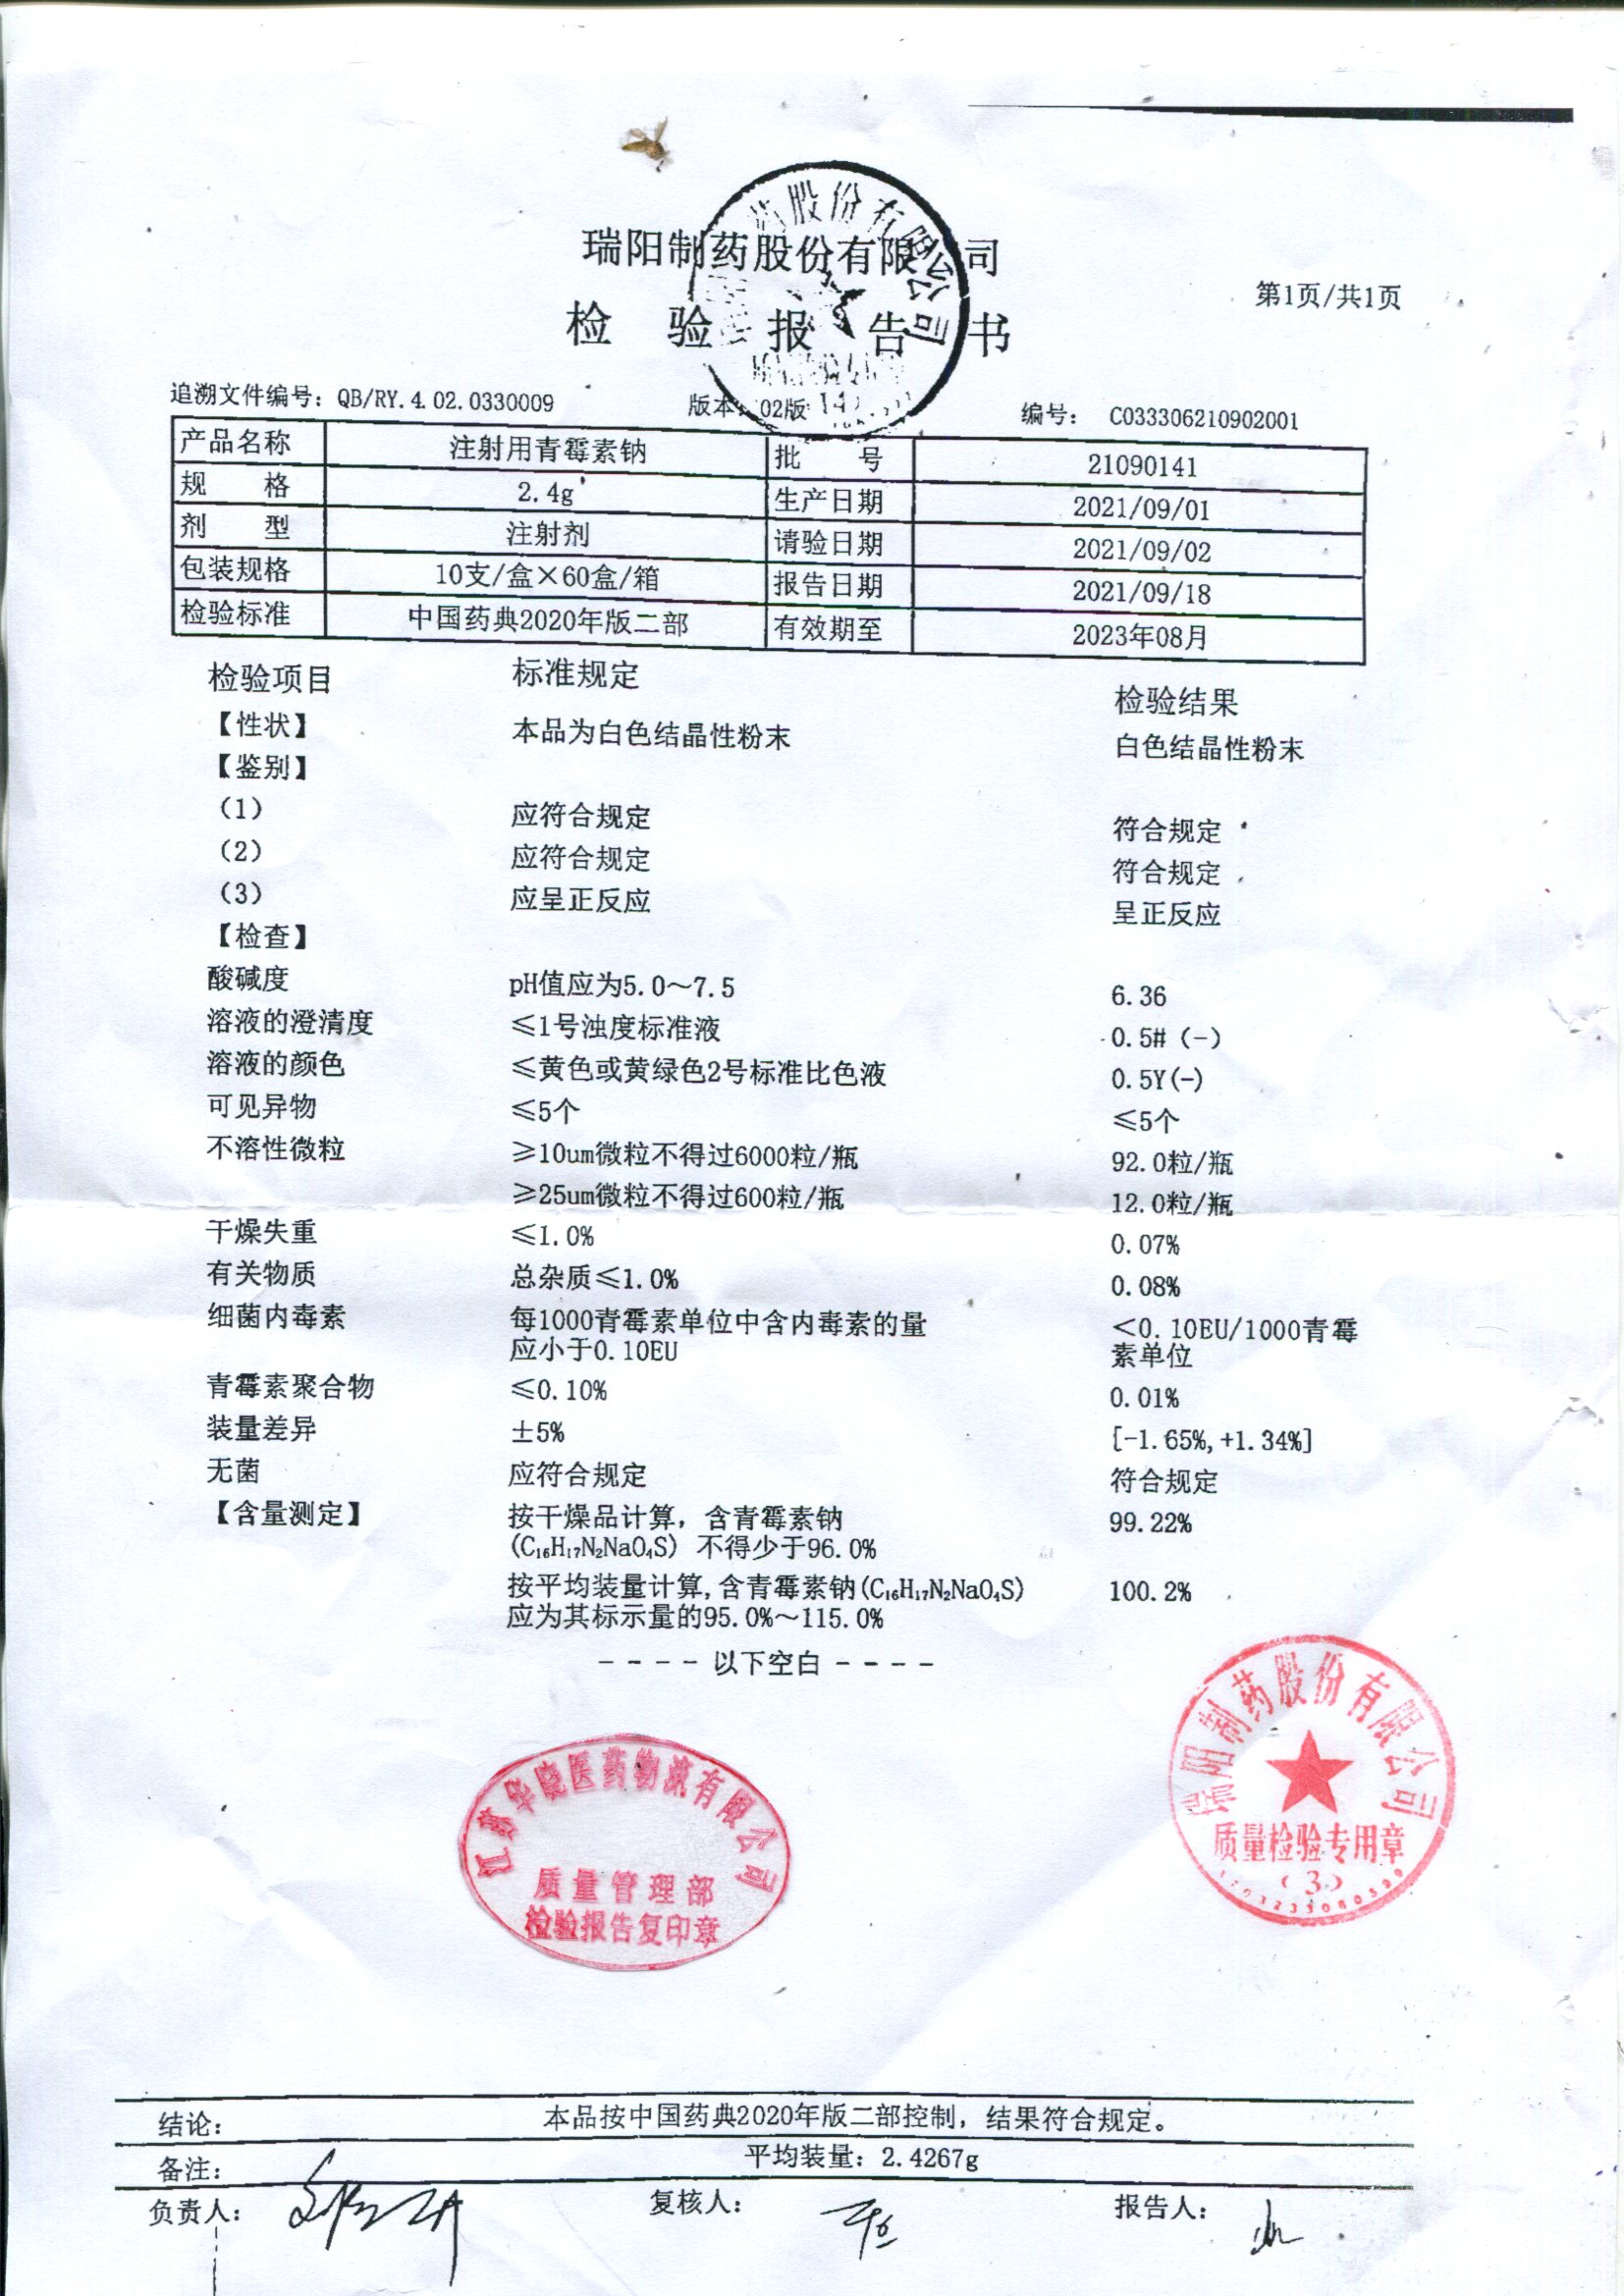 瑞阳制药股份有限公司
检 验 报 告 书
第1页/共1页
追溯文件编号：QB/RY.4.02.0330009 版本：02版 编号： C033306210902001
产品名称 注射用青霉素钠 批 号 21090141
规 格 2.4g 生产日期 2021/09/01
剂 型 注射剂 请验日期 2021/09/02
包装规格 10支/盒×60盒/箱 报告日期 2021/09/18
检验标准 中国药典2020年版二部 有效期至 2023年08月
检验项目 标准规定 检验结果
【性状】 本品为白色结晶性粉末 白色结晶性粉末
【鉴别】
(1) 应符合规定 符合规定
(2) 应符合规定 符合规定
(3) 应呈正反应 呈正反应
【检查】
酸碱度 pH值应为5.0～7.5 6.36
溶液的澄清度 ≤1号浊度标准液 0.5#（-）
溶液的颜色 ≤黄色或黄绿色2号标准比色液 0.5Y(-)
可见异物 ≤5个 ≤5个
不溶性微粒 ≥10um微粒不得过6000粒/瓶 92.0粒/瓶
≥25um微粒不得过600粒/瓶 12.0粒/瓶
干燥失重 ≤1.0% 0.07%
有关物质 总杂质≤1.0% 0.08%
细菌内毒素 每1000青霉素单位中含内毒素的量 <0.10EU/1000青霉
应小于0.10EU 素单位
青霉素聚合物 ≤0.10% 0.01%
装量差异 ±5% [-1.65%,+1.34%]
无菌 应符合规定 符合规定
【含量测定】 按干燥品计算，含青霉素钠 99.22%
(C₁₆H₁₇N₂NaO₄S) 不得少于96.0%
按平均装量计算,含青霉素钠(C₁₆H₁₇N₂NaO₄S) 100.2%
应为其标示量的95.0%～115.0%
---- 以下空白 ----
江苏华晓医药物流有限公司
质量管理部
检验报告复印章
瑞阳制药股份有限公司
质量检验专用章
(3)
结论： 本品按中国药典2020年版二部控制，结果符合规定。
备注： 平均装量：2.4267g
负责人： 复核人： 报告人：